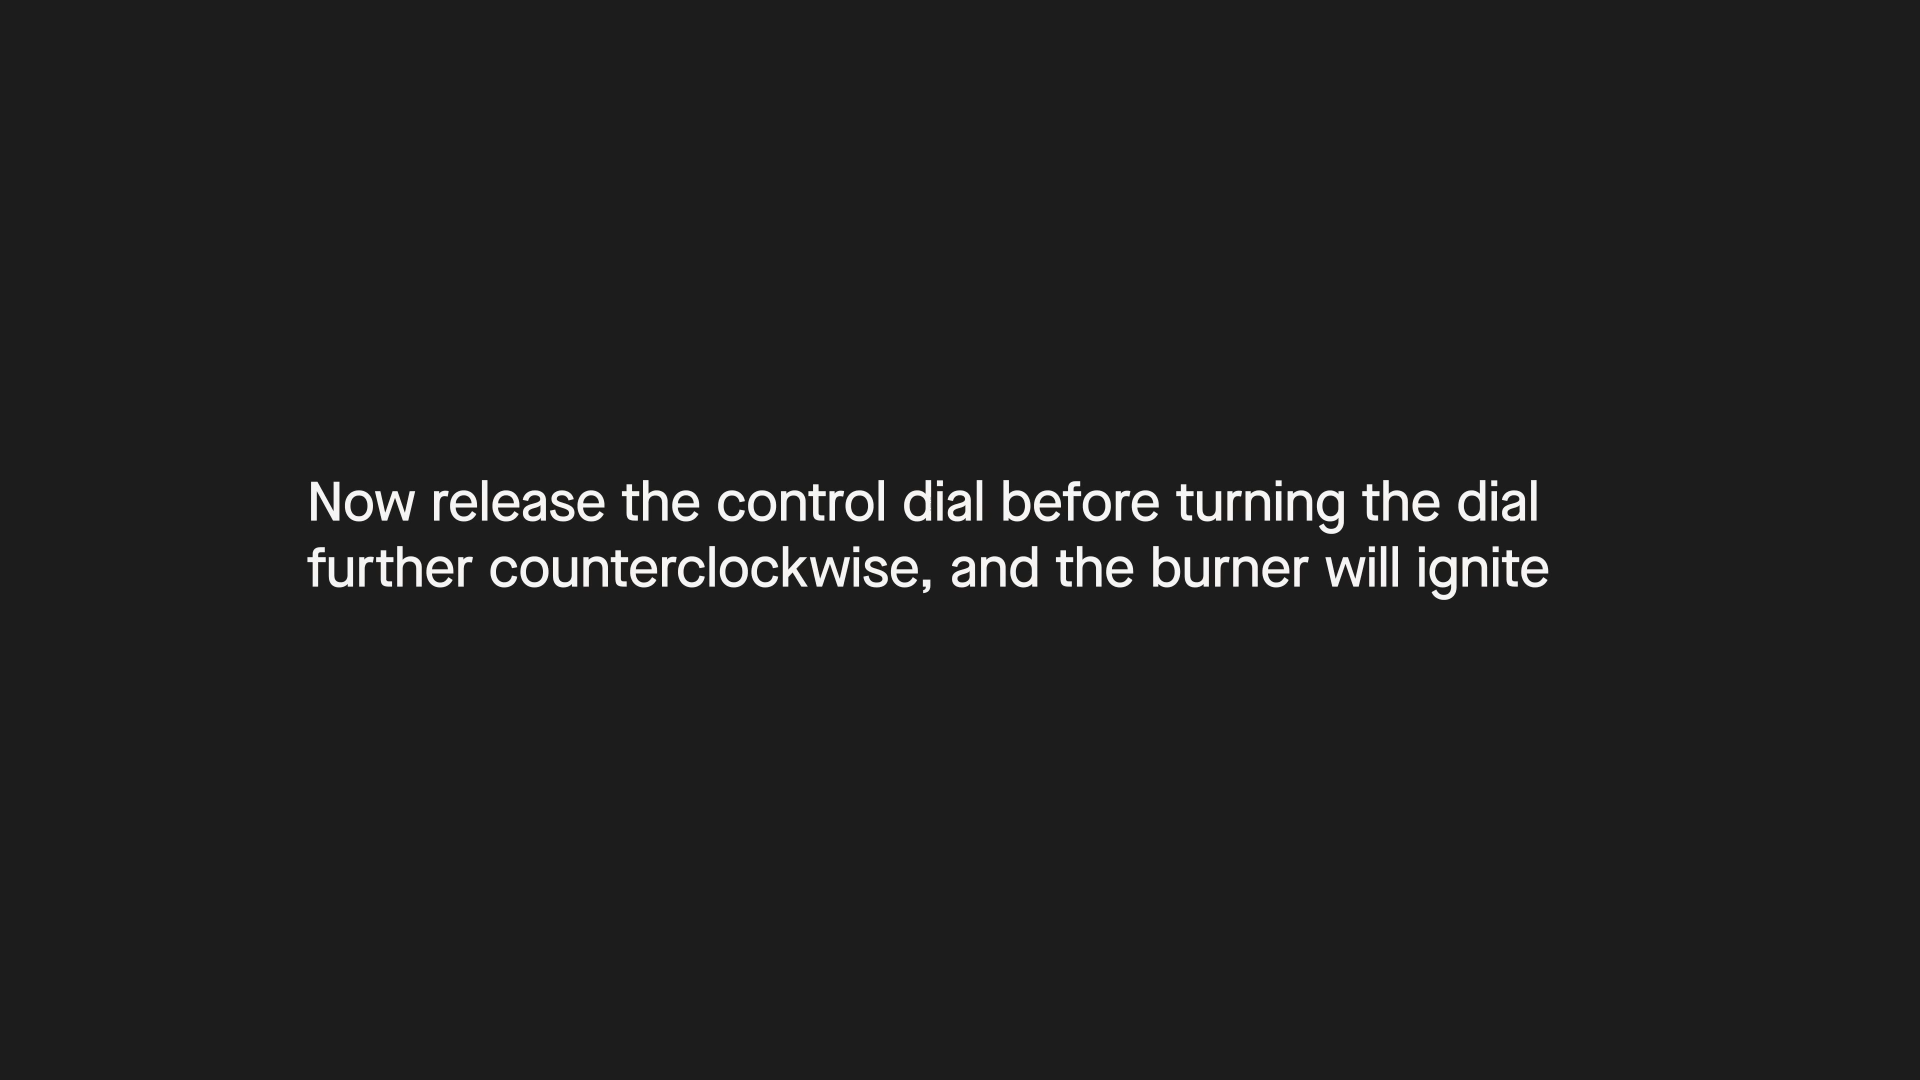 Now release the control dial before turning the dial
further counterclockwise, and the burner will ignite